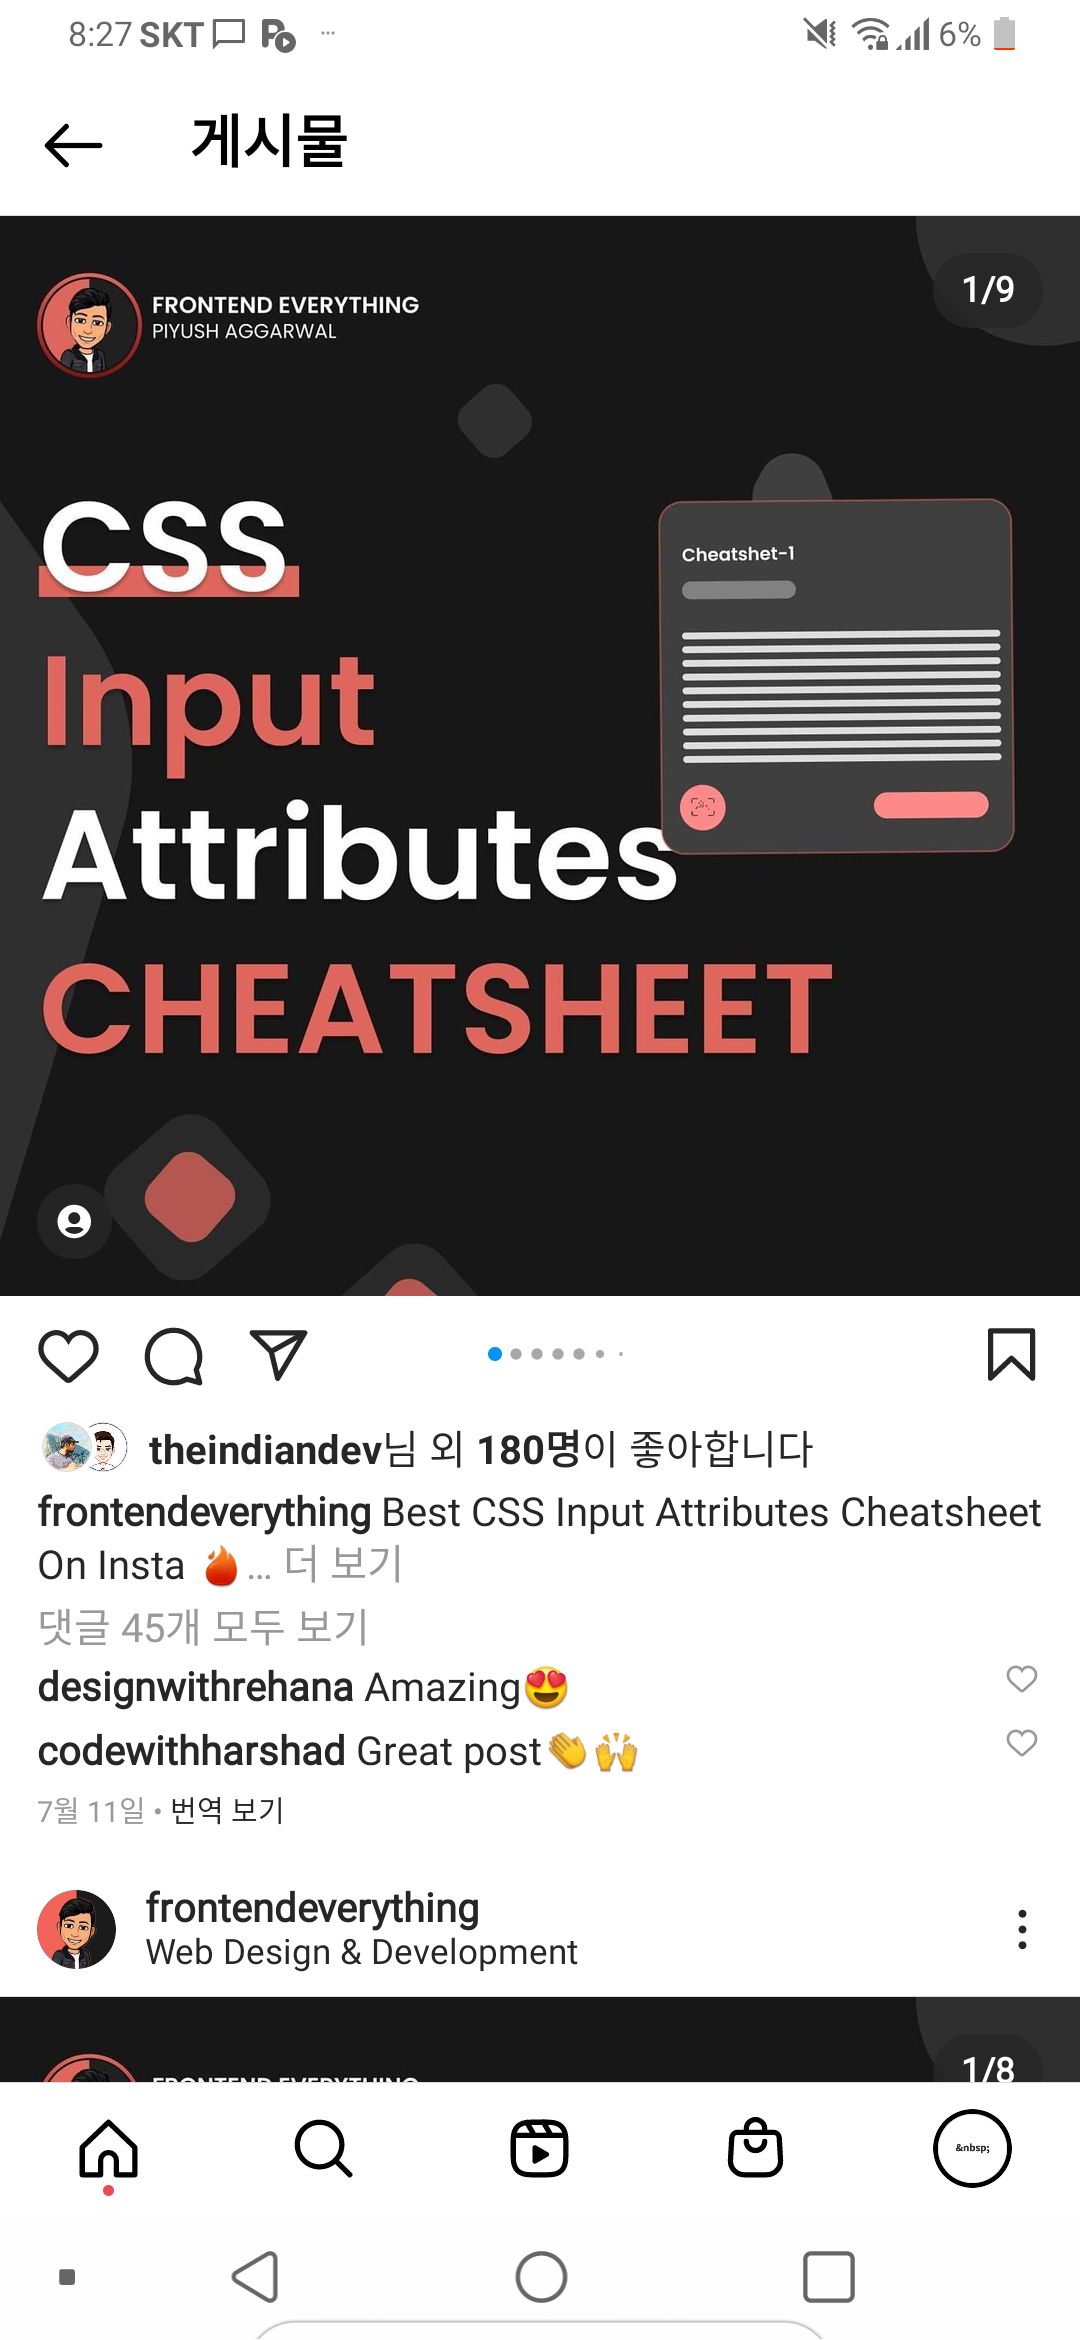 8:27 SKT ··· 6%
게시물
FRONTEND EVERYTHING
PIYUSH AGGARWAL
1/9
CSS
Input
Attributes
CHEATSHEET
Cheatshet-1
theindiandev님 외 180명이 좋아합니다
frontendeverything Best CSS Input Attributes Cheatsheet
On Insta 🔥... 더 보기
댓글 45개 모두 보기
designwithrehana Amazing😍
codewithharshad Great post👏🙌
7월 11일 • 번역 보기
frontendeverything
Web Design & Development
FRONTEND EVERYTHING
1/8
&nbsp;